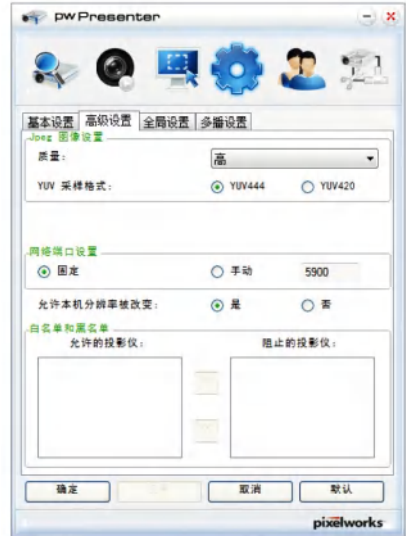 pwPresenter
基本设置 高级设置 全局设置 多播设置
Jpeg 图像设置
质量： 高
YUV 采样格式： YUV444 YUV420
网络端口设置
固定 手动 5900
允许本机分辨率被改变： 是 否
白名单和黑名单
允许的投影仪： 阻止的投影仪：
确定 取消 默认
pixelworks